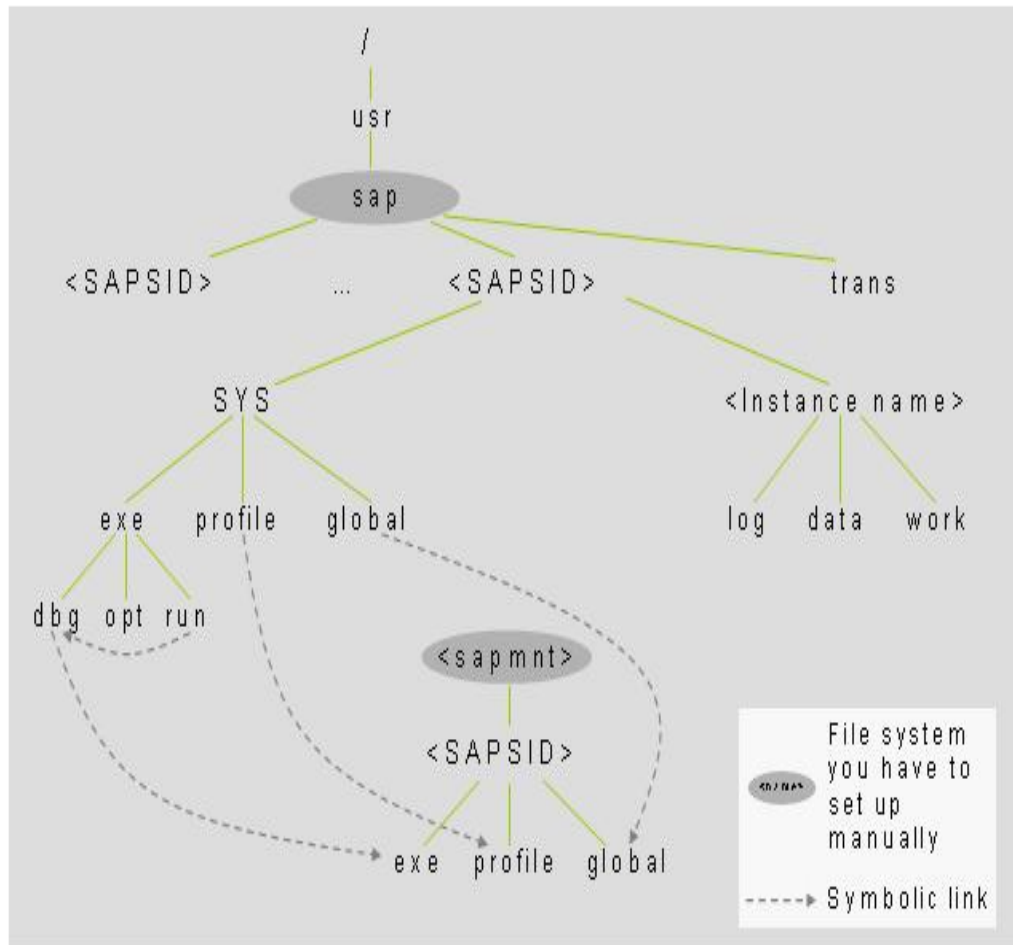 /
usr
sap
<SAPSID> ... <SAPSID> trans
SYS <Instance name>
exe profile global log data work
dbg opt run
<sapmnt>
<SAPSID>
exe profile global
File system
you have to
set up
manually
Symbolic link